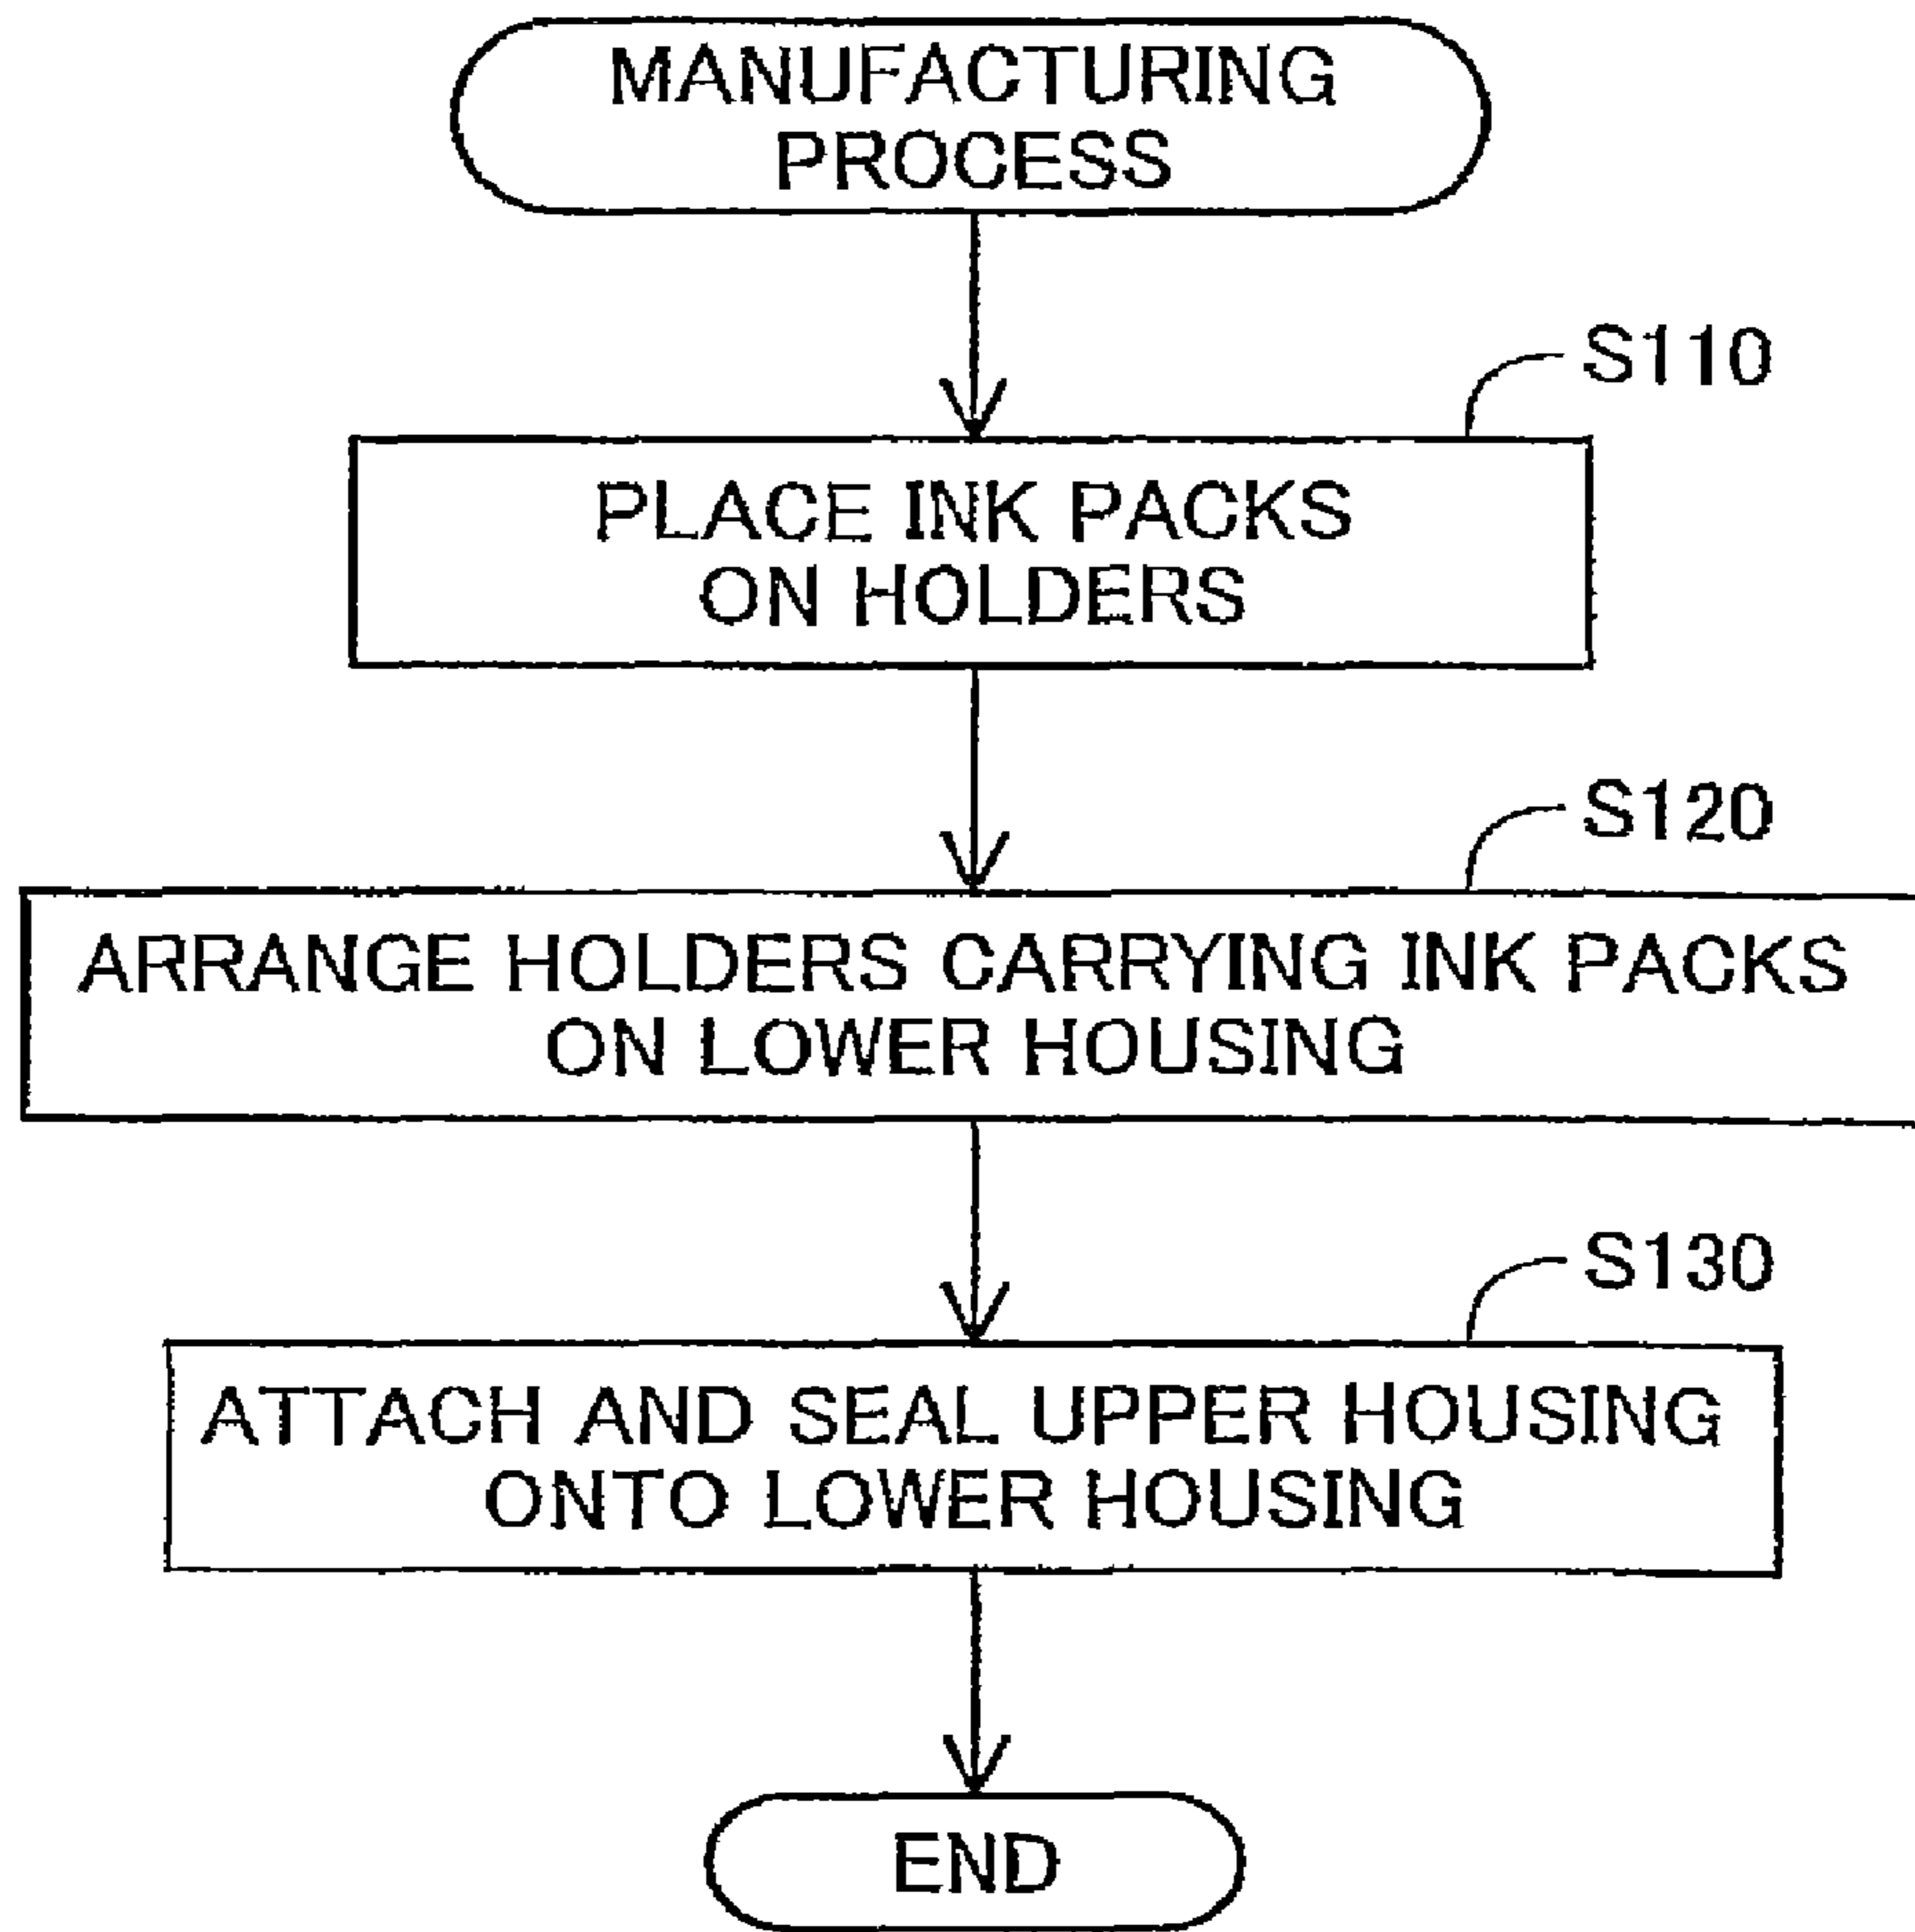 MANUFACTURING
PROCESS
S110
PLACE INK PACKS
ON HOLDERS
S120
ARRANGE HOLDERS CARRYING INK PACKS
ON LOWER HOUSING
S130
ATTACH AND SEAL UPPER HOUSING
ONTO LOWER HOUSING
END